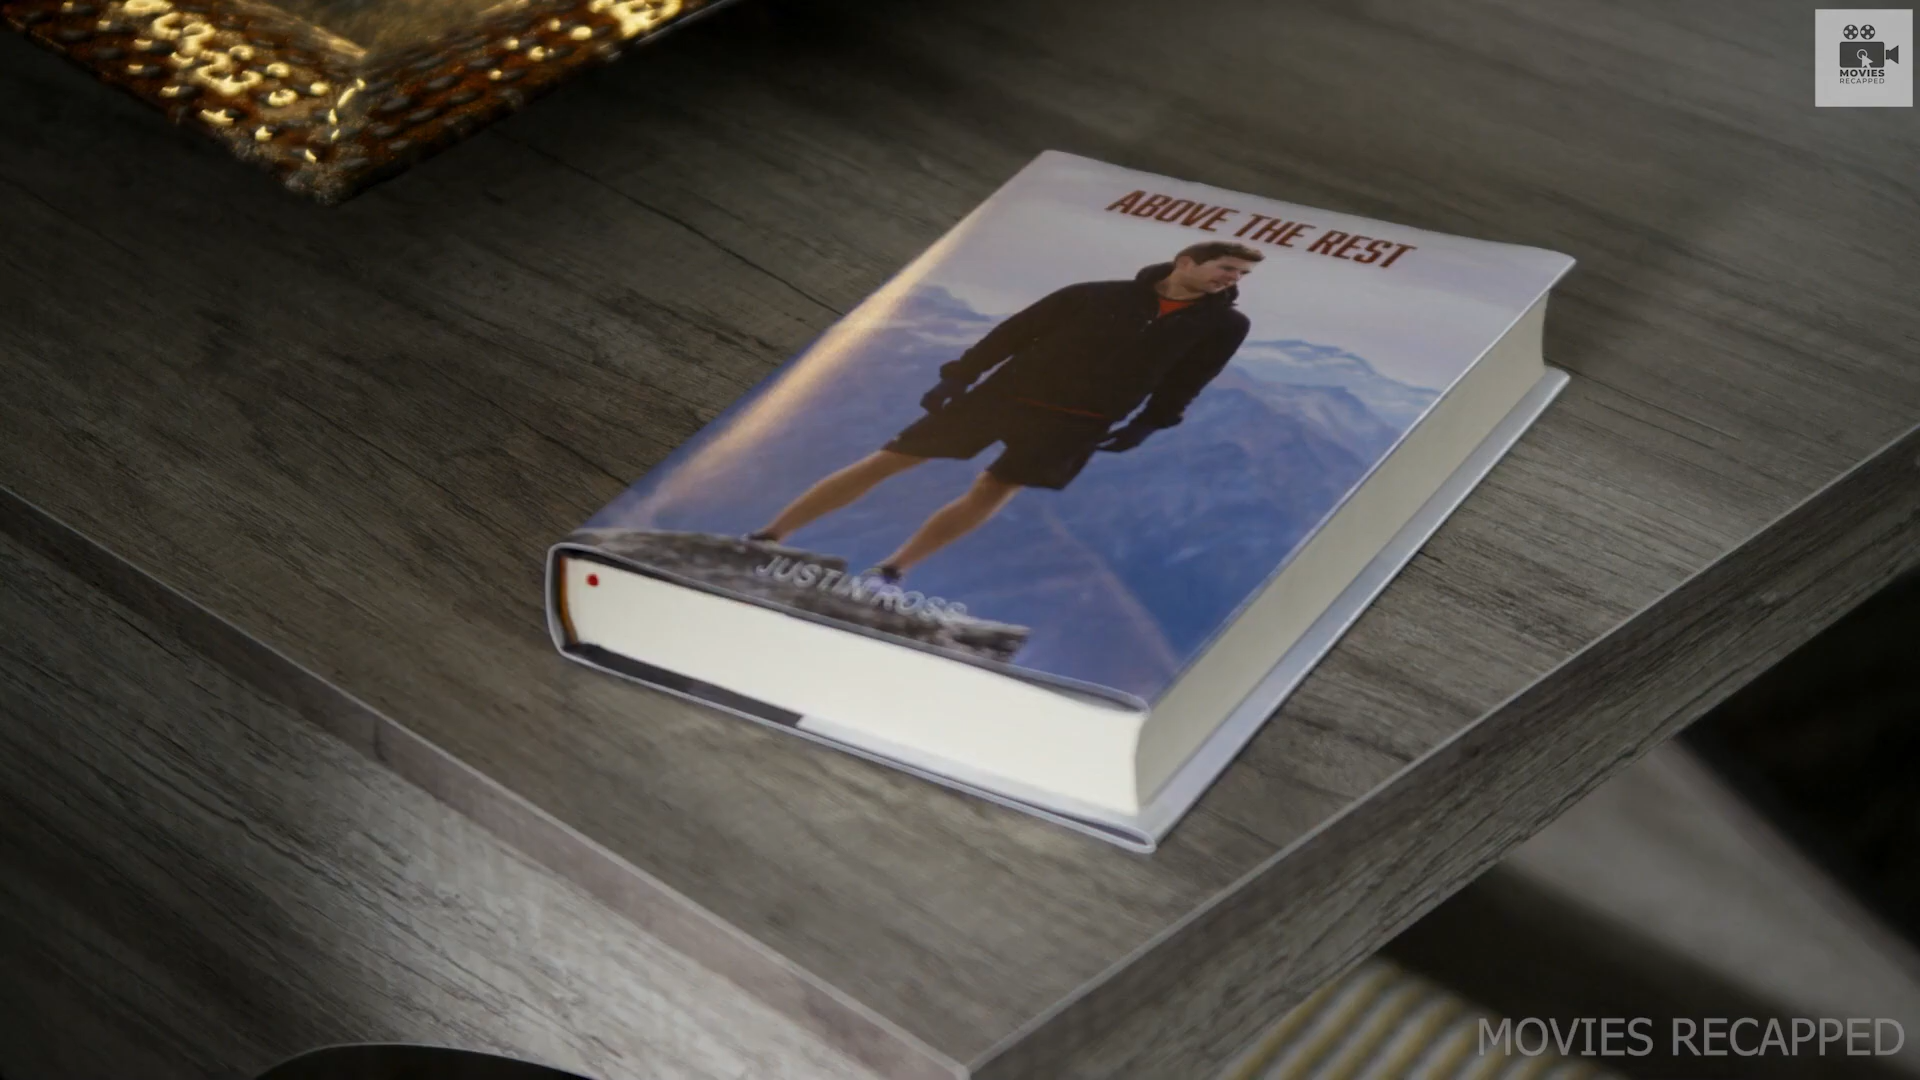 MOVIES
RECAPPED
ABOVE THE REST
JUSTIN ROSS
MOVIES RECAPPED